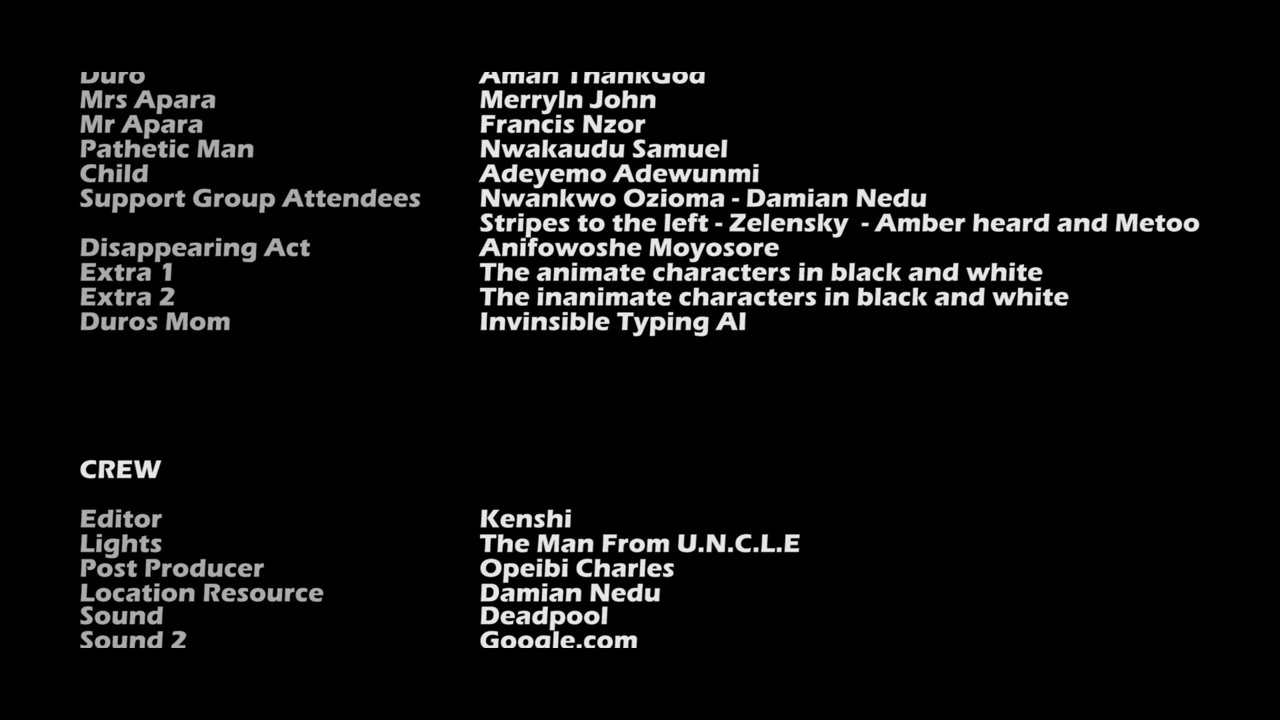 Duro Aman ThankGod
Mrs Apara MerryIn John
Mr Apara Francis Nzor
Pathetic Man Nwakaudu Samuel
Child Adeyemo Adewunmi
Support Group Attendees Nwankwo Ozioma - Damian Nedu
Stripes to the left - Zelensky - Amber heard and Metoo
Disappearing Act Anifowoshe Moyosore
Extra 1 The animate characters in black and white
Extra 2 The inanimate characters in black and white
Duros Mom Invinsible Typing AI
CREW
Editor Kenshi
Lights The Man From U.N.C.L.E
Post Producer Opeibi Charles
Location Resource Damian Nedu
Sound Deadpool
Sound 2 Google.com